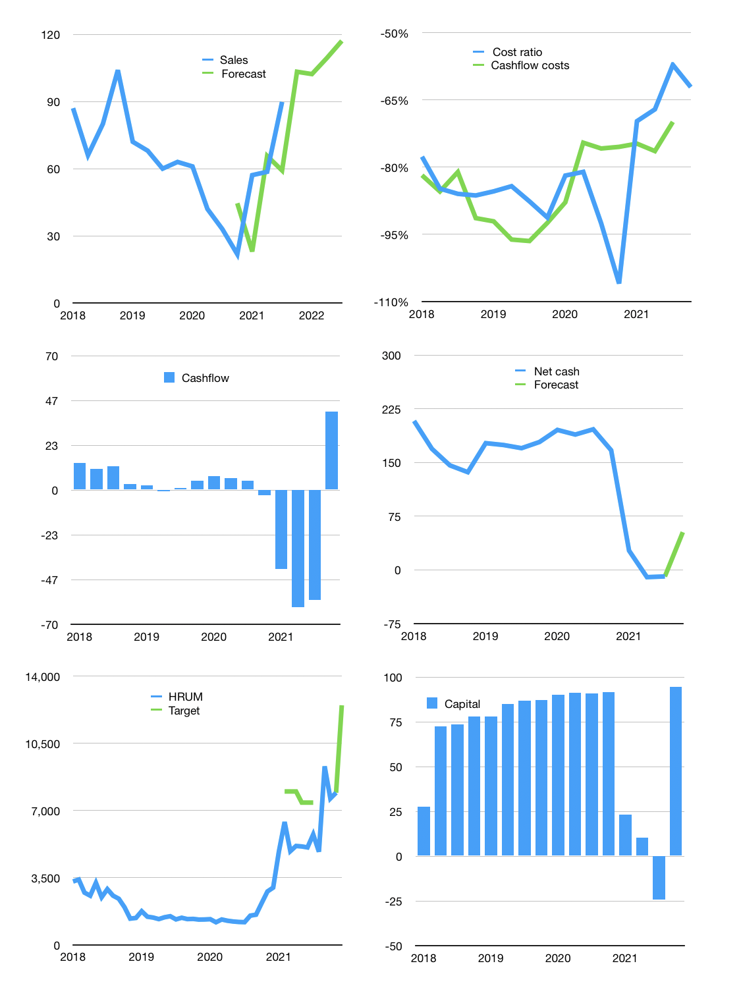 120
90
60
30
0
2018 2019 2020 2021 2022
Sales
Forecast
-50%
-65%
-80%
-95%
-110%
2018 2019 2020 2021
Cost ratio
Cashflow costs
70
47
23
0
-23
-47
-70
2018 2019 2020 2021
Cashflow
300
225
150
75
0
-75
2018 2019 2020 2021
Net cash
Forecast
14,000
10,500
7,000
3,500
0
2018 2019 2020 2021
HRUM
Target
100
75
50
25
0
-25
-50
2018 2019 2020 2021
Capital